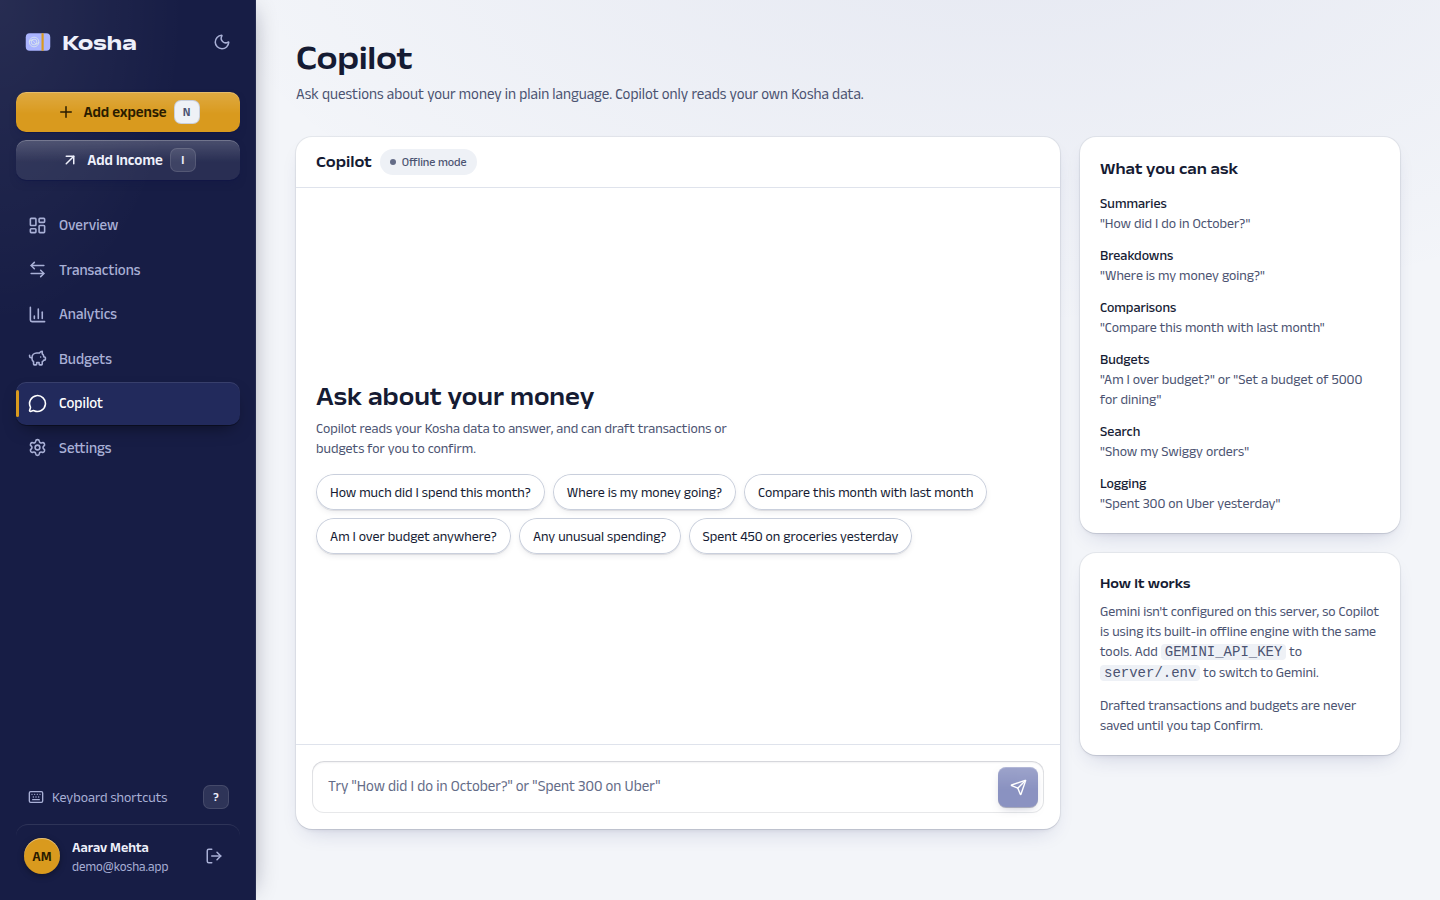 Kosha
Add expense N
Add income I
Overview
Transactions
Analytics
Budgets
Copilot
Settings
Keyboard shortcuts ?
AM
Aarav Mehta
demo@kosha.app
Copilot
Ask questions about your money in plain language. Copilot only reads your own Kosha data.
Copilot Offline mode
Ask about your money
Copilot reads your Kosha data to answer, and can draft transactions or
budgets for you to confirm.
How much did I spend this month? Where is my money going? Compare this month with last month
Am I over budget anywhere? Any unusual spending? Spent 450 on groceries yesterday
Try "How did I do in October?" or "Spent 300 on Uber"
What you can ask
Summaries
"How did I do in October?"
Breakdowns
"Where is my money going?"
Comparisons
"Compare this month with last month"
Budgets
"Am I over budget?" or "Set a budget of 5000
for dining"
Search
"Show my Swiggy orders"
Logging
"Spent 300 on Uber yesterday"
How it works
Gemini isn't configured on this server, so Copilot
is using its built-in offline engine with the same
tools. Add GEMINI_API_KEY to
server/.env to switch to Gemini.
Drafted transactions and budgets are never
saved until you tap Confirm.